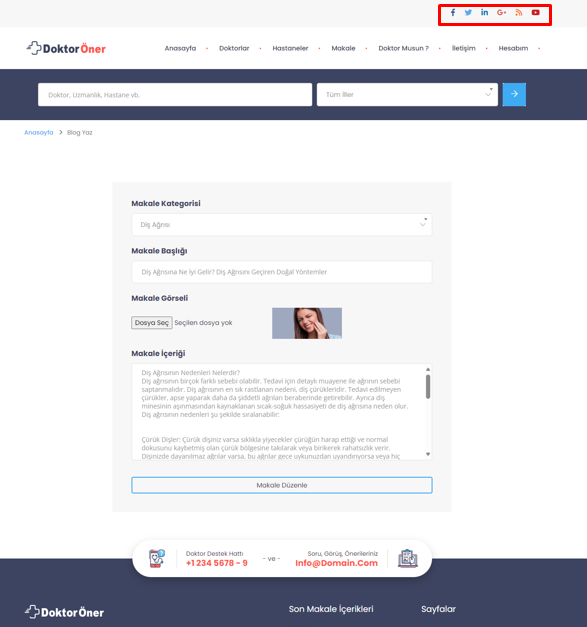 Doktor Öner
Anasayfa • Doktorlar • Hastaneler • Makale • Doktor Musun ? • İletişim • Hesabım •
Doktor, Uzmanlık, Hastane vb.
Tüm İller
Anasayfa > Blog Yaz
Makale Kategorisi
Diş Ağrısı
Makale Başlığı
Diş Ağrısına Ne İyi Gelir? Diş Ağrısını Geçiren Doğal Yöntemler
Makale Görseli
Dosya Seç Seçilen dosya yok
Makale İçeriği
Diş Ağrısının Nedenleri Nelerdir?
Diş ağrısının birçok farklı sebebi olabilir. Tedavi için detaylı muayene ile ağrının sebebi
saptanmalıdır. Diş ağrısının en sık rastlanan nedeni, diş çürükleridir. Tedavi edilmeyen
çürükler, apse yaparak daha da şiddetli ağrıları beraberinde getirebilir. Ayrıca diş
minesinin aşınmasından kaynaklanan sıcak-soğuk hassasiyeti de diş ağrısına neden olur.
Diş ağrısının nedenleri şu şekilde sıralanabilir:
Çürük Dişler: Çürük dişiniz varsa sıklıkla yiyecekler çürüğün harap ettiği ve normal
dokusunu kaybetmiş olan çürük bölgesine takılarak veya birikerek rahatsızlık verir.
Dişinizde dayanılmaz ağrılar varsa, bu ağrılar gece uykunuzdan uyandırıyorsa veya hiç
Makale Düzenle
Doktor Destek Hattı
+1 234 5678 - 9
- ve -
Soru, Görüş, Önerileriniz
Info@Domain.Com
Doktor Öner
Son Makale İçerikleri
Sayfalar